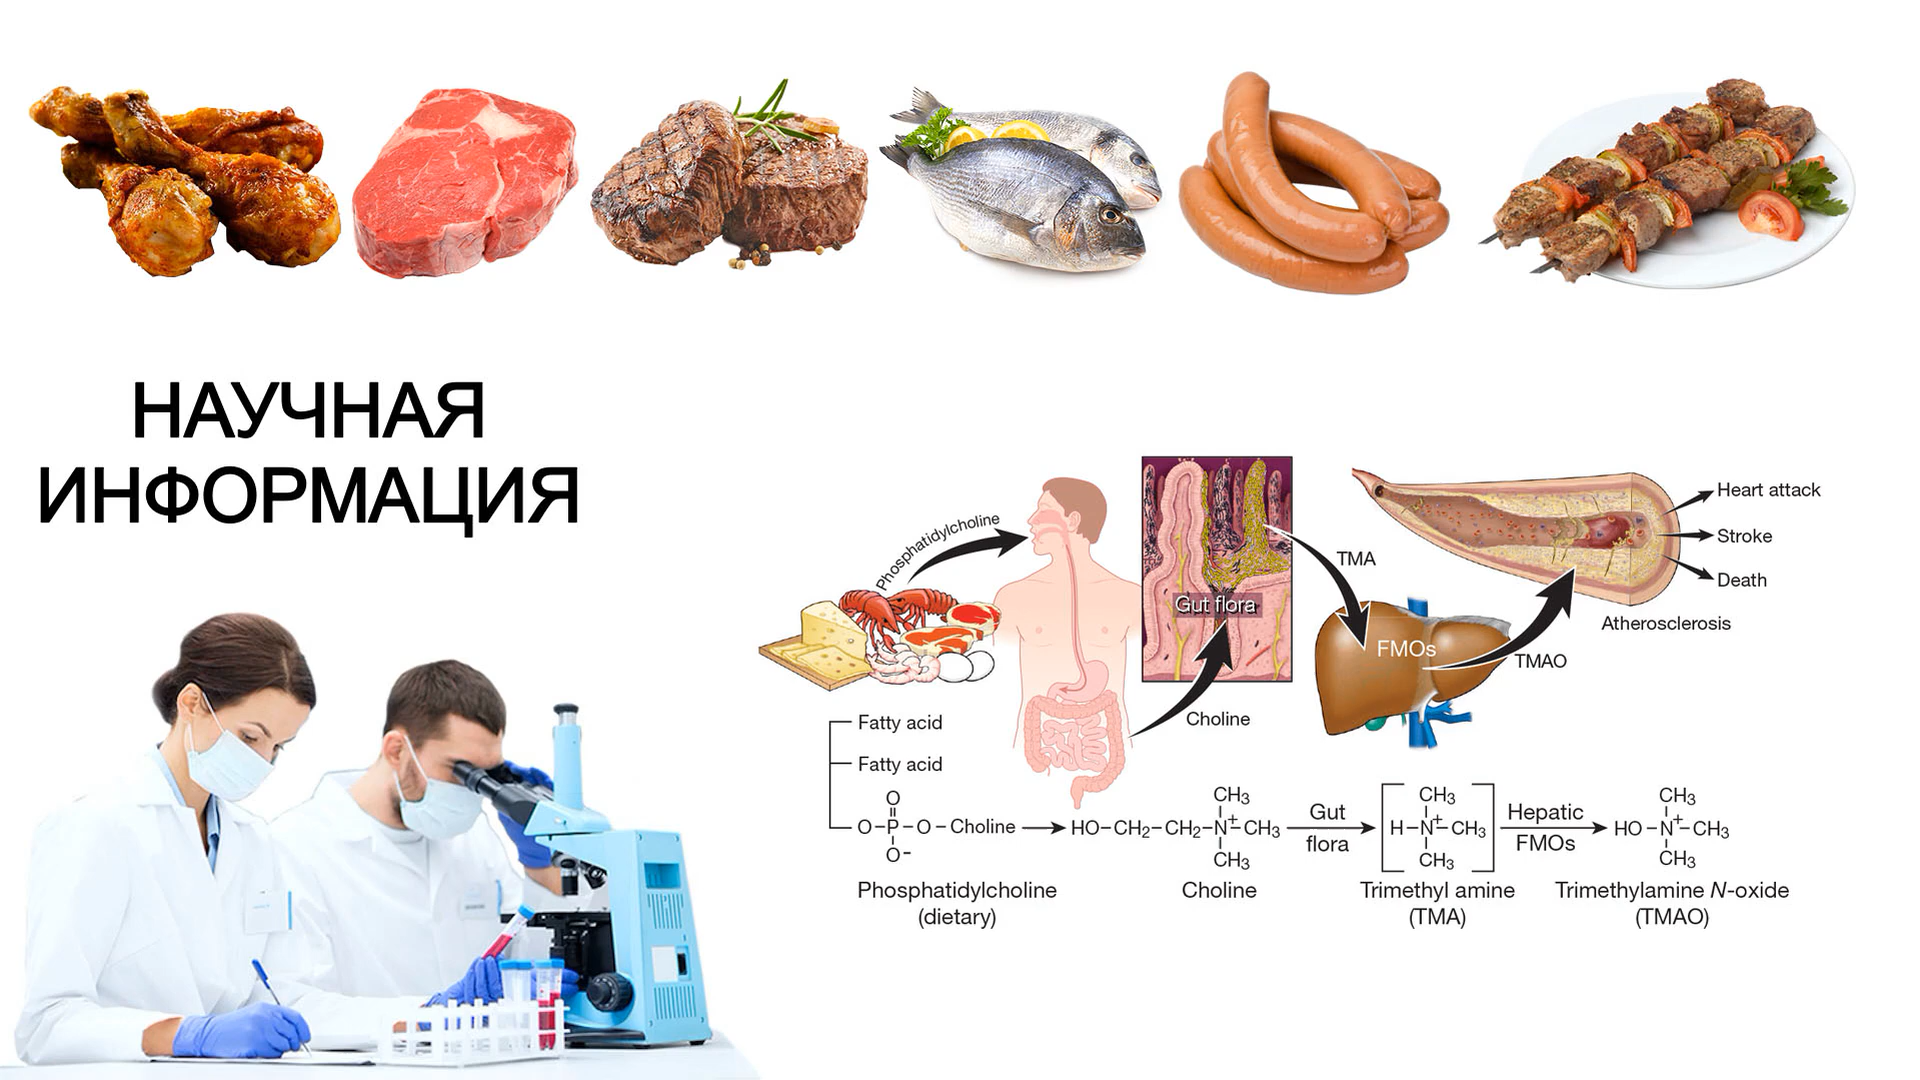 НАУЧНАЯ
ИНФОРМАЦИЯ
Phosphatidylcholine
Gut flora
Choline
TMA
FMOs
TMAO
Heart attack
Stroke
Death
Atherosclerosis
Fatty acid
Fatty acid
O
O–P–O–Choline
O-
HO–CH2–CH2–N+–CH3
CH3
CH3
Gut
flora
CH3
H–N+–CH3
CH3
Hepatic
FMOs
CH3
HO–N+–CH3
CH3
Phosphatidylcholine
(dietary)
Choline
Trimethyl amine
(TMA)
Trimethylamine N-oxide
(TMAO)